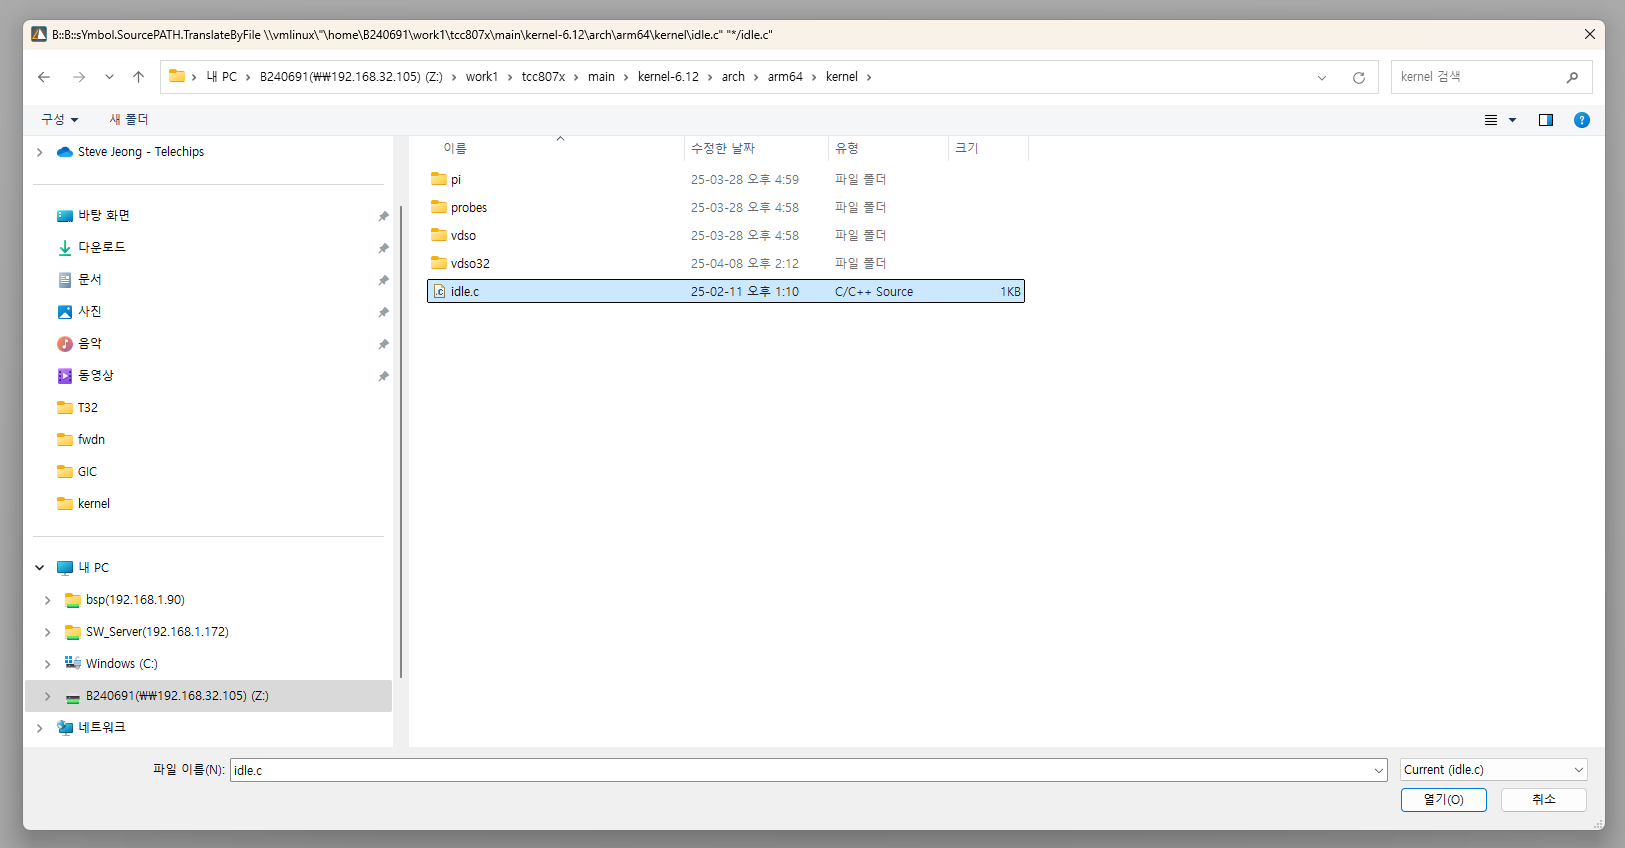 B::B::sYmbol.SourcePATH.TranslateByFile \\vmlinux\"\home\B240691\work1\tcc807x\main\kernel-6.12\arch\arm64\kernel\idle.c" "*/idle.c"
내 PC > B240691(₩₩192.168.32.105) (Z:) > work1 > tcc807x > main > kernel-6.12 > arch > arm64 > kernel >
kernel 검색
구성 새 폴더
Steve Jeong - Telechips
바탕 화면
다운로드
문서
사진
음악
동영상
T32
fwdn
GIC
kernel
내 PC
bsp(192.168.1.90)
SW_Server(192.168.1.172)
Windows (C:)
B240691(₩₩192.168.32.105) (Z:)
네트워크
이름 수정한 날짜 유형 크기
pi 25-03-28 오후 4:59 파일 폴더
probes 25-03-28 오후 4:58 파일 폴더
vdso 25-03-28 오후 4:58 파일 폴더
vdso32 25-04-08 오후 2:12 파일 폴더
idle.c 25-02-11 오후 1:10 C/C++ Source 1KB
파일 이름(N): idle.c
Current (idle.c)
열기(O) 취소